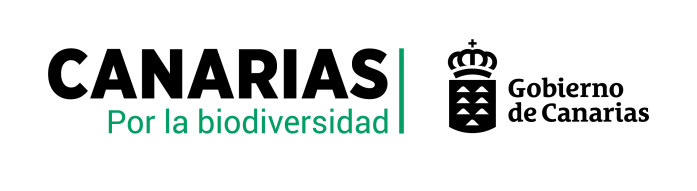 CANARIAS
Por la biodiversidad
Gobierno
de Canarias